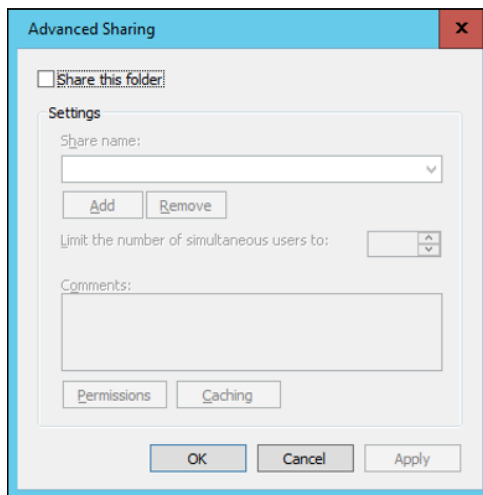 Advanced Sharing
x
Share this folder
Settings
Share name:
Add Remove
Limit the number of simultaneous users to:
Comments:
Permissions Caching
OK Cancel Apply